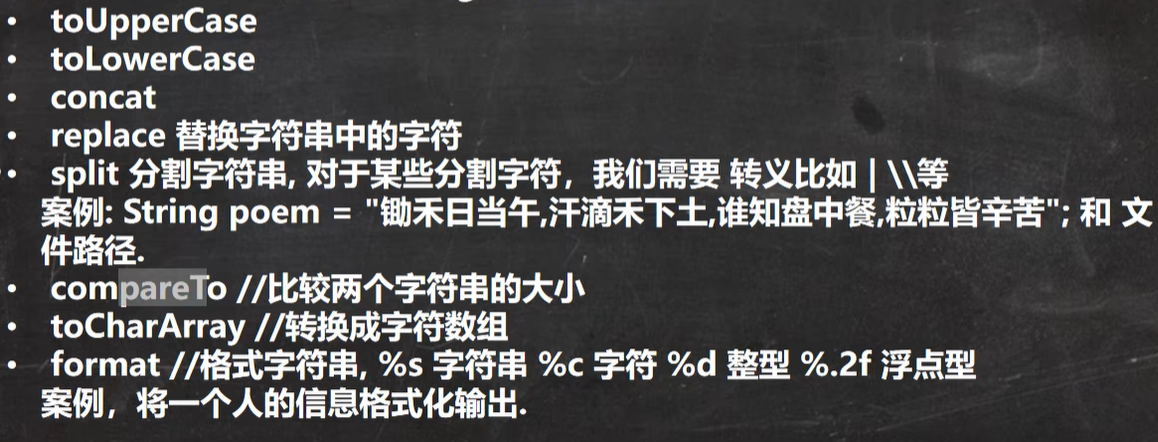 • toUpperCase
• toLowerCase
• concat
• replace 替换字符串中的字符
• split 分割字符串, 对于某些分割字符，我们需要 转义比如 | \\等
案例: String poem = "锄禾日当午,汗滴禾下土,谁知盘中餐,粒粒皆辛苦"; 和 文
件路径.
• compareTo //比较两个字符串的大小
• toCharArray //转换成字符数组
• format //格式字符串, %s 字符串 %c 字符 %d 整型 %.2f 浮点型
案例，将一个人的信息格式化输出.